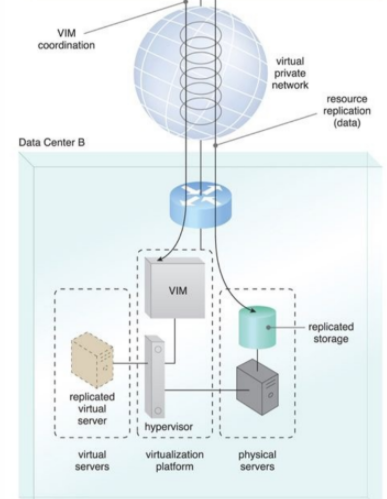 VIM
coordination
virtual
private
network
resource
replication
(data)
Data Center B
VIM
replicated
storage
replicated
virtual
server
hypervisor
virtual
servers
virtualization
platform
physical
servers